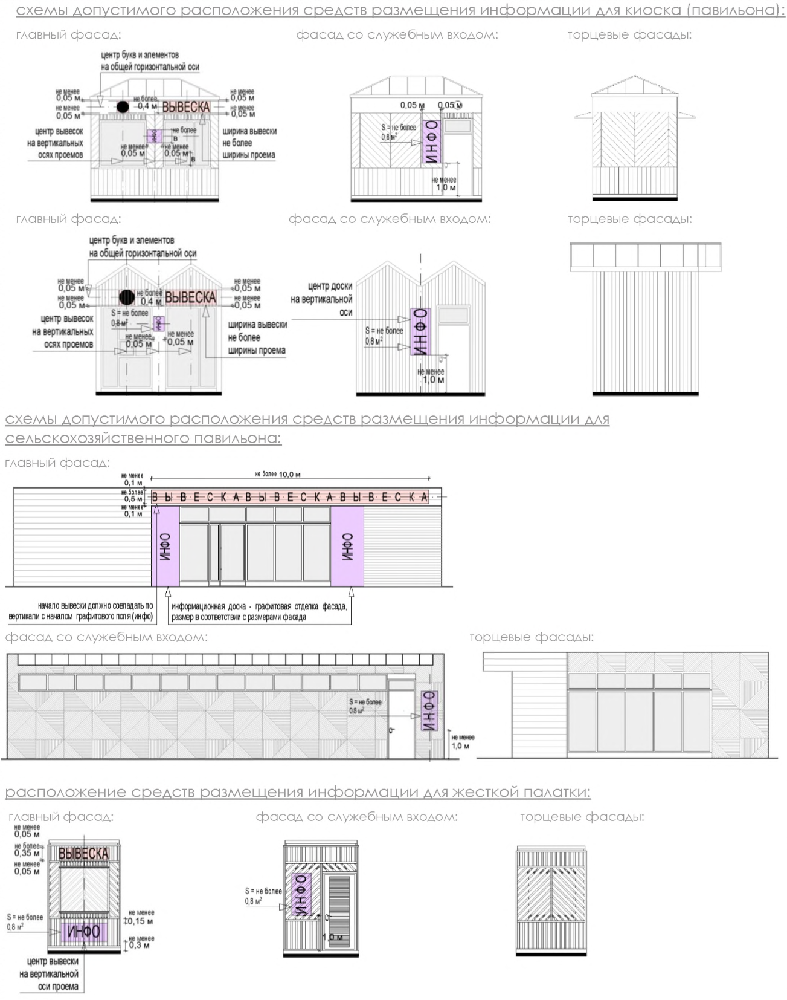 схемы допустимого расположения средств размещения информации для киоска (павильона):
главный фасад:
фасад со служебным входом:
торцевые фасады:
центр букв и элементов
на общей горизонтальной оси
не менее
0,05 м
не менее
0,05 м
не более
0,4 м
ВЫВЕСКА
не менее
0,05 м
не менее
0,05 м
центр вывесок
на вертикальных
осях проемов
ИНФО
не более
в
не менее
0,05 м
не менее
0,05 м
в
ширина вывески
не более
ширины проема
0,05 м
0,05 м
S = не более
0,8 м²
ИНФО
не менее
1,0 м
главный фасад:
фасад со служебным входом:
торцевые фасады:
центр букв и элементов
на общей горизонтальной оси
не менее
0,05 м
не менее
0,05 м
не более
0,4 м
ВЫВЕСКА
не менее
0,05 м
не менее
0,05 м
S = не более
0,8 м²
ИНФО
центр вывесок
на вертикальных
осях проемов
не менее
0,05 м
не менее
0,05 м
ширина вывески
не более
ширины проема
центр доски
на вертикальной
оси
S = не более
0,8 м²
ИНФО
не менее
1,0 м
схемы допустимого расположения средств размещения информации для
сельскохозяйственного павильона:
главный фасад:
не менее
0,1 м
не более
0,5 м
не менее
0,1 м
не более 10,0 м
ВЫВЕСКАВЫВЕСКАВЫВЕСКА
ИНФО
ИНФО
начало вывески должно совпадать по
вертикали с началом графитового поля (инфо)
информационная доска - графитовая отделка фасада,
размер в соответствии с размерами фасада
фасад со служебным входом:
торцевые фасады:
S = не более
0,8 м²
ИНФО
не менее
1,0 м
расположение средств размещения информации для жесткой палатки:
главный фасад:
фасад со служебным входом:
торцевые фасады:
не менее
0,05 м
не более
0,35 м
не менее
0,05 м
ВЫВЕСКА
S = не более
0,8 м²
ИНФО
не менее
0,15 м
не менее
0,3 м
центр вывески
на вертикальной
оси проема
S = не более
0,8 м²
ИНФО
1,0 м